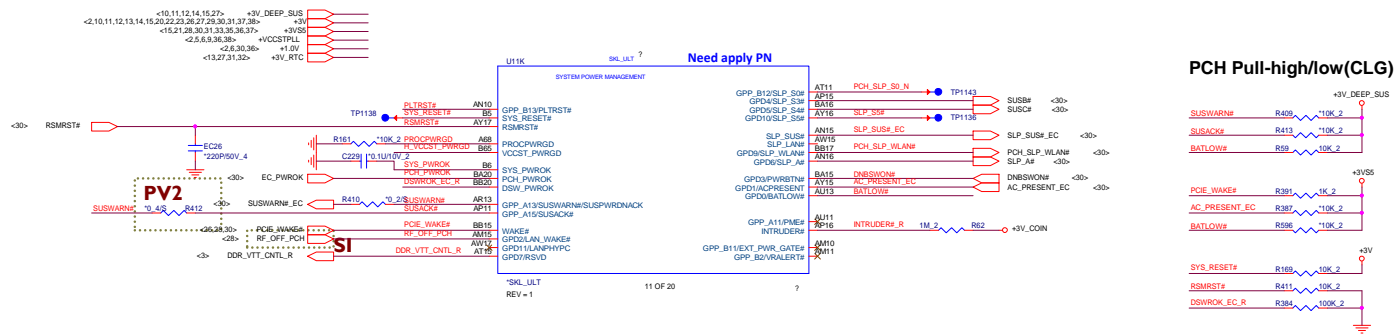 <10,11,12,14,15,27> +3V_DEEP_SUS
<2,10,11,12,13,14,15,20,22,23,26,27,29,30,31,37,38> +3V
<15,21,28,30,31,33,35,36,37> +3VS5
<2,5,6,9,36,38> +VCCSTPLL
<2,6,30,36> +1.0V
<13,27,31,32> +3V_RTC
U11K SKL_ULT ? Need apply PN
SYSTEM POWER MANAGEMENT
PCH Pull-high/low(CLG)
TP1138 PLTRST# AN10 GPP_B13/PLTRST#
SYS_RESET# B5 SYS_RESET#
<30> RSMRST# RSMRST# AY17 RSMRST#
EC26
*220P/50V_4
R161 *10K_2 PROCPWRGD A68 PROCPWRGD
H_VCCST_PWRGD B65 VCCST_PWRGD
C229 *0.1U/10V_2 SYS_PWROK B6 SYS_PWROK
<30> EC_PWROK PCH_PWROK BA20 PCH_PWROK
DSWROK_EC_R BB20 DSW_PWROK
PV2
<30> SUSWARN#_EC R410 *0_2/S SUSWARN# AR13 GPP_A13/SUSWARN#/SUSPWRDNACK
SUSWARN# *0_4/S R412 SUSACK# AP11 GPP_A15/SUSACK#
<26,28,30> PCIE_WAKE# PCIE_WAKE# BB15 WAKE#
<28> RF_OFF_PCH RF_OFF_PCH AM15 GPD2/LAN_WAKE#
SI AW17 GPD11/LANPHYPC
<3> DDR_VTT_CNTL_R DDR_VTT_CNTL_R AT15 GPD7/RSVD
GPP_B12/SLP_S0# AT11 PCH_SLP_S0_N TP1143
GPD4/SLP_S3# AP15 SUSB# <30>
GPD5/SLP_S4# BA16 SUSC# <30>
GPD10/SLP_S5# AY16 SLP_S5# TP1136
SLP_SUS# AN15 SLP_SUS#_EC SLP_SUS#_EC <30>
SLP_LAN# AW15
GPD9/SLP_WLAN# BB17 PCH_SLP_WLAN# PCH_SLP_WLAN# <30>
GPD6/SLP_A# AN16 SLP_A# <30>
GPD3/PWRBTN# BA15 DNBSWON# DNBSWON# <30>
GPD1/ACPRESENT AY15 AC_PRESENT_EC AC_PRESENT_EC <30>
GPD0/BATLOW# AU13 BATLOW#
GPP_A11/PME# AU11
INTRUDER# AP16 INTRUDER#_R 1M_2 R62 +3V_COIN
GPP_B11/EXT_PWR_GATE# AM10
GPP_B2/VRALERT# AM11
*SKL_ULT
REV = 1
11 OF 20
?
+3V_DEEP_SUS
SUSWARN# R409 *10K_2
SUSACK# R413 *10K_2
BATLOW# R59 10K_2
+3VS5
PCIE_WAKE# R391 1K_2
AC_PRESENT_EC R387 *10K_2
BATLOW# R596 *10K_2
+3V
SYS_RESET# R169 10K_2
RSMRST# R411 10K_2
DSWROK_EC_R R384 100K_2